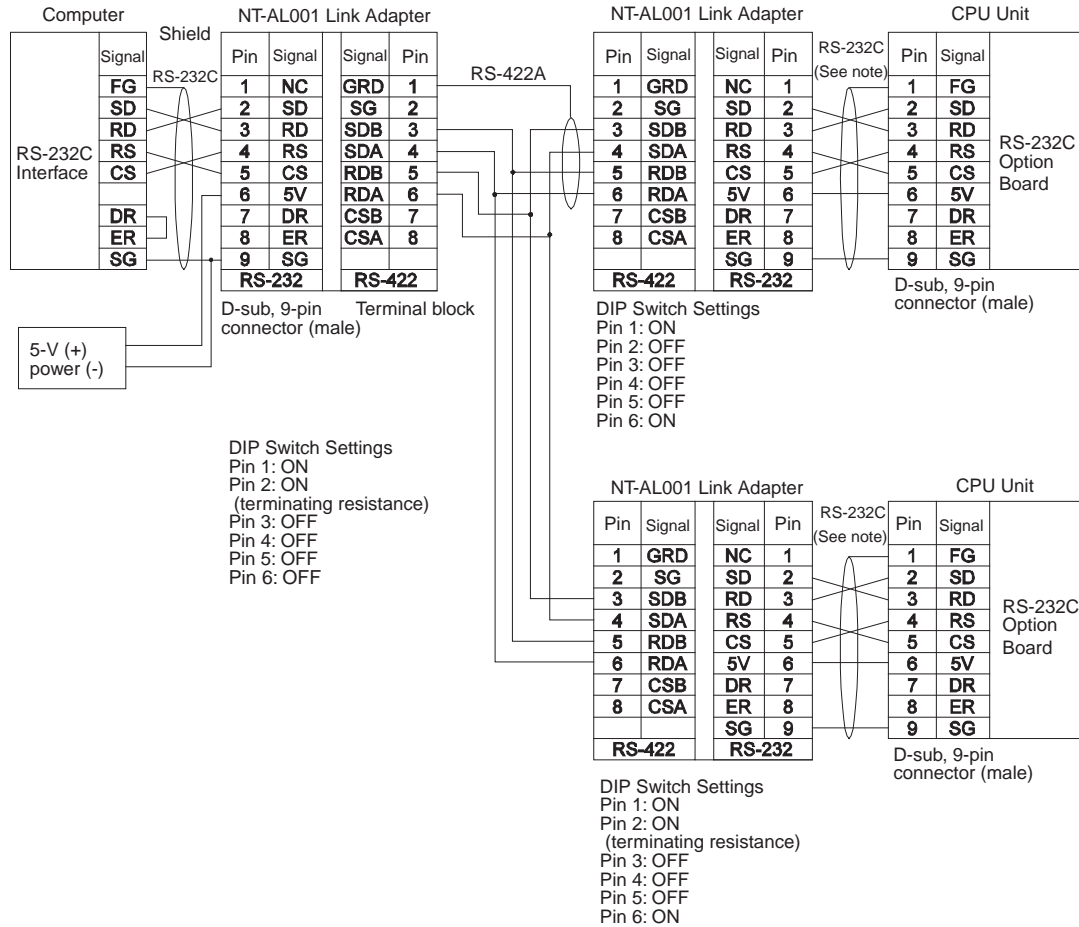 Computer
NT-AL001 Link Adapter
Shield
Signal
FG
SD
RD
RS
CS
DR
ER
SG
RS-232C
Interface
RS-232C
Pin Signal
1 NC
2 SD
3 RD
4 RS
5 CS
6 5V
7 DR
8 ER
9 SG
RS-232
Signal Pin
GRD 1
SG 2
SDB 3
SDA 4
RDB 5
RDA 6
CSB 7
CSA 8
RS-422
D-sub, 9-pin
connector (male)
Terminal block
5-V (+)
power (-)
DIP Switch Settings
Pin 1: ON
Pin 2: ON
(terminating resistance)
Pin 3: OFF
Pin 4: OFF
Pin 5: OFF
Pin 6: OFF
RS-422A
NT-AL001 Link Adapter
CPU Unit
Pin Signal
1 GRD
2 SG
3 SDB
4 SDA
5 RDB
6 RDA
7 CSB
8 CSA
RS-422
Signal Pin
NC 1
SD 2
RD 3
RS 4
CS 5
5V 6
DR 7
ER 8
SG 9
RS-232
RS-232C
(See note)
Pin Signal
1 FG
2 SD
3 RD
4 RS
5 CS
6 5V
7 DR
8 ER
9 SG
RS-232C
Option
Board
D-sub, 9-pin
connector (male)
DIP Switch Settings
Pin 1: ON
Pin 2: OFF
Pin 3: OFF
Pin 4: OFF
Pin 5: OFF
Pin 6: ON
NT-AL001 Link Adapter
CPU Unit
Pin Signal
1 GRD
2 SG
3 SDB
4 SDA
5 RDB
6 RDA
7 CSB
8 CSA
RS-422
Signal Pin
NC 1
SD 2
RD 3
RS 4
CS 5
5V 6
DR 7
ER 8
SG 9
RS-232
RS-232C
(See note)
Pin Signal
1 FG
2 SD
3 RD
4 RS
5 CS
6 5V
7 DR
8 ER
9 SG
RS-232C
Option
Board
D-sub, 9-pin
connector (male)
DIP Switch Settings
Pin 1: ON
Pin 2: ON
(terminating resistance)
Pin 3: OFF
Pin 4: OFF
Pin 5: OFF
Pin 6: ON